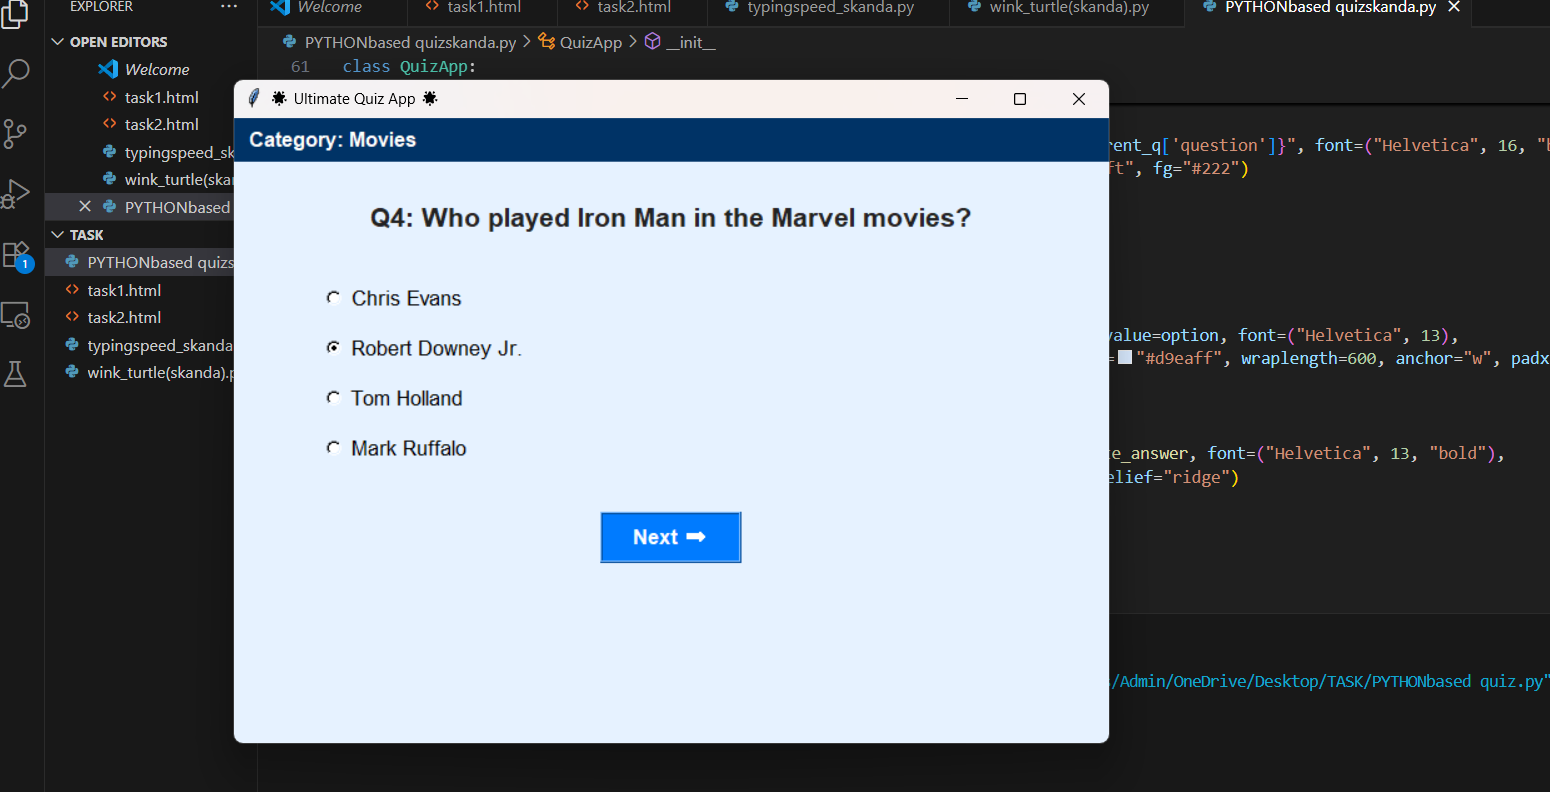 EXPLORER
OPEN EDITORS
Welcome
task1.html
task2.html
typingspeed_sk
wink_turtle(skan
PYTHONbased
TASK
PYTHONbased quizs
task1.html
task2.html
typingspeed_skanda
wink_turtle(skanda).p
1
Welcome
task1.html
task2.html
typingspeed_skanda.py
wink_turtle(skanda).py
PYTHONbased quizskanda.py
PYTHONbased quizskanda.py > QuizApp > __init__
61 class QuizApp:
Ultimate Quiz App
Category: Movies
Q4: Who played Iron Man in the Marvel movies?
Chris Evans
Robert Downey Jr.
Tom Holland
Mark Ruffalo
Next ➡
rent_q['question']}", font=("Helvetica", 16, "b
ft", fg="#222")
value=option, font=("Helvetica", 13),
="#d9eaff", wraplength=600, anchor="w", padx
te_answer, font=("Helvetica", 13, "bold"),
elief="ridge")
/Admin/OneDrive/Desktop/TASK/PYTHONbased quiz.py"